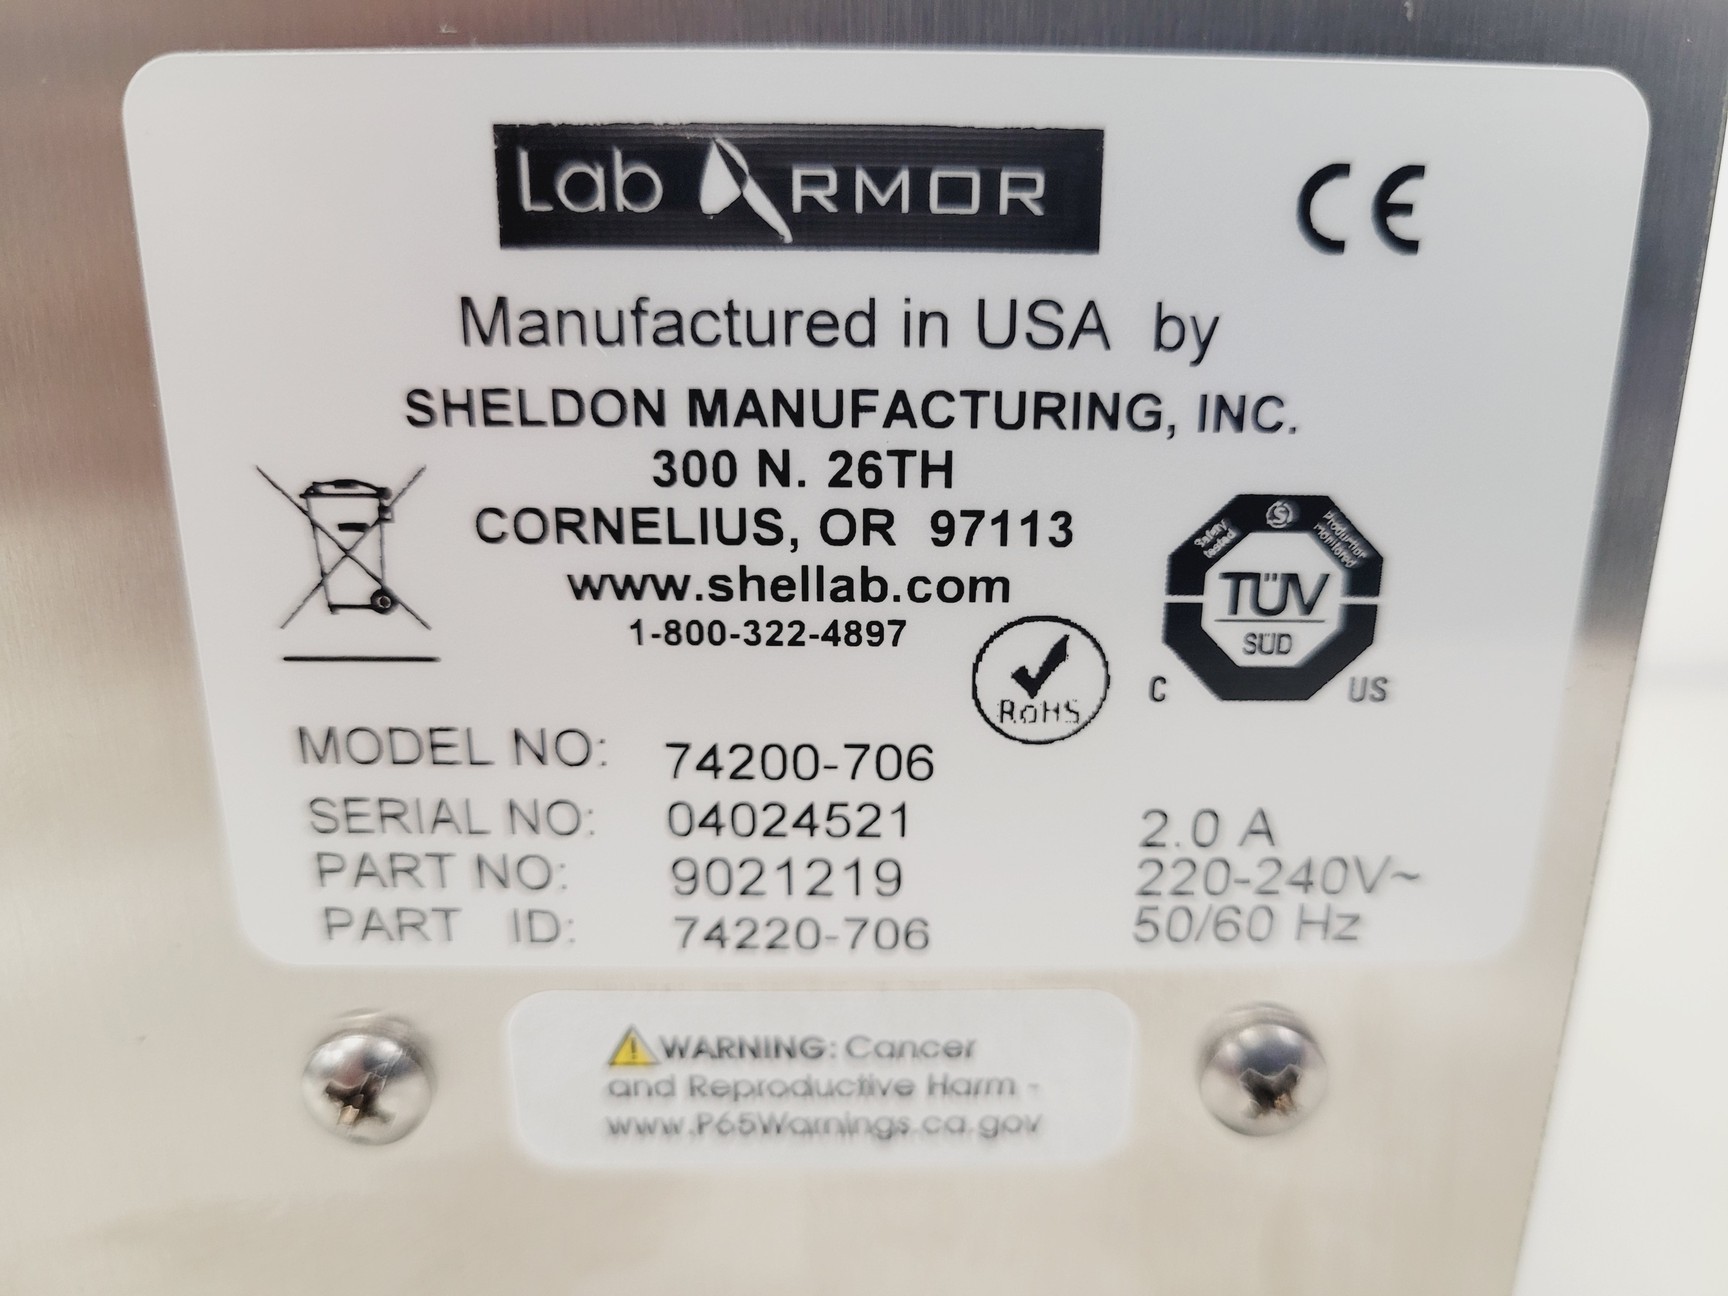 Lab ARMOR
CE
Manufactured in USA by
SHELDON MANUFACTURING, INC.
300 N. 26TH
CORNELIUS, OR 97113
www.shellab.com
1-800-322-4897
RoHS
Safety tested
S
Production monitored
TÜV
SÜD
C US
MODEL NO: 74200-706
SERIAL NO: 04024521
PART NO: 9021219
PART ID: 74220-706
2.0 A
220-240V~
50/60 Hz
WARNING: Cancer
and Reproductive Harm -
www.P65Warnings.ca.gov